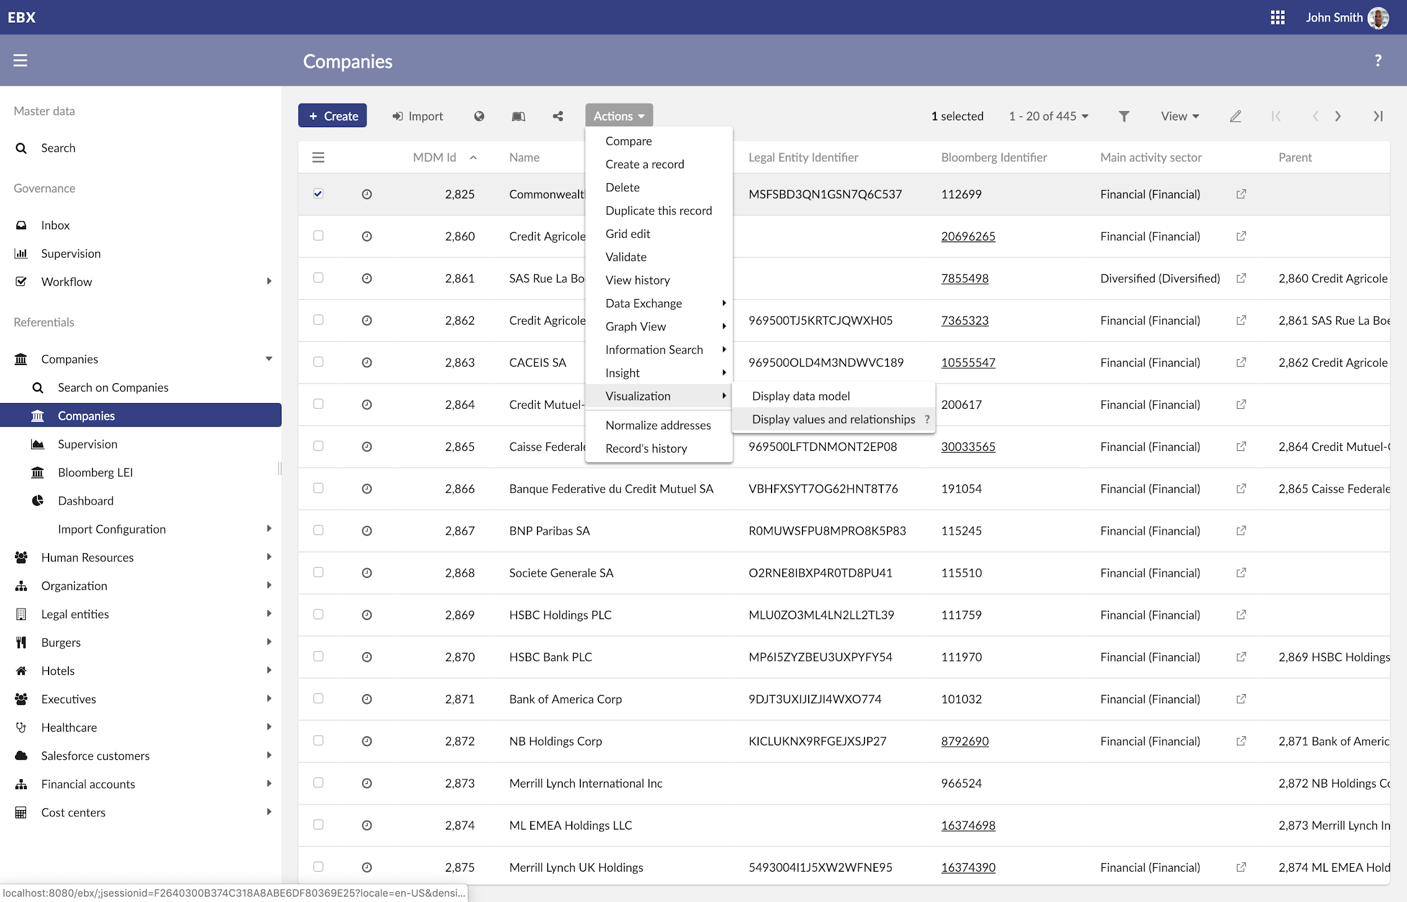 EBX
John Smith
Companies
?
Master data
Search
Governance
Inbox
Supervision
Workflow
Referentials
Companies
Search on Companies
Companies
Supervision
Bloomberg LEI
Dashboard
Import Configuration
Human Resources
Organization
Legal entities
Burgers
Hotels
Executives
Healthcare
Salesforce customers
Financial accounts
Cost centers
+ Create
Import
Actions
1 selected
1 - 20 of 445
View
Compare
Create a record
Delete
Duplicate this record
Grid edit
Validate
View history
Data Exchange
Graph View
Information Search
Insight
Visualization
Normalize addresses
Record's history
Display data model
Display values and relationships ?
MDM Id Name Legal Entity Identifier Bloomberg Identifier Main activity sector Parent
2,825 Commonwealt MSFSBD3QN1GSN7Q6C537 112699 Financial (Financial)
2,860 Credit Agricole 20696265 Financial (Financial)
2,861 SAS Rue La Bo 7855498 Diversified (Diversified) 2,860 Credit Agricole
2,862 Credit Agricole 969500TJ5KRTCJQWXH05 7365323 Financial (Financial) 2,861 SAS Rue La Boe
2,863 CACEIS SA 969500OLD4M3NDWVC189 10555547 Financial (Financial) 2,862 Credit Agricole
2,864 Credit Mutuel- 200617 Financial (Financial)
2,865 Caisse Federale 969500LFTDNMONT2EP08 30033565 Financial (Financial) 2,864 Credit Mutuel-C
2,866 Banque Federative du Credit Mutuel SA VBHFXSYT7OG62HNT8T76 191054 Financial (Financial) 2,865 Caisse Federale
2,867 BNP Paribas SA R0MUWSFPU8MPRO8K5P83 115245 Financial (Financial)
2,868 Societe Generale SA O2RNE8IBXP4R0TD8PU41 115510 Financial (Financial)
2,869 HSBC Holdings PLC MLU0ZO3ML4LN2LL2TL39 111759 Financial (Financial)
2,870 HSBC Bank PLC MP6I5ZYZBEU3UXPYFY54 111970 Financial (Financial) 2,869 HSBC Holdings
2,871 Bank of America Corp 9DJT3UXIJIZJI4WXO774 101032 Financial (Financial)
2,872 NB Holdings Corp KICLUKNX9RFGEJXSJP27 8792690 Financial (Financial) 2,871 Bank of Americ
2,873 Merrill Lynch International Inc 966524 2,872 NB Holdings Co
2,874 ML EMEA Holdings LLC 16374698 2,873 Merrill Lynch In
2,875 Merrill Lynch UK Holdings 5493004I1J5XW2WFNE95 16374390 Financial (Financial) 2,874 ML EMEA Hold
localhost:8080/ebx/;jsessionid=F2640300B374C318A8ABE6DF80369E25?locale=en-US&densi...